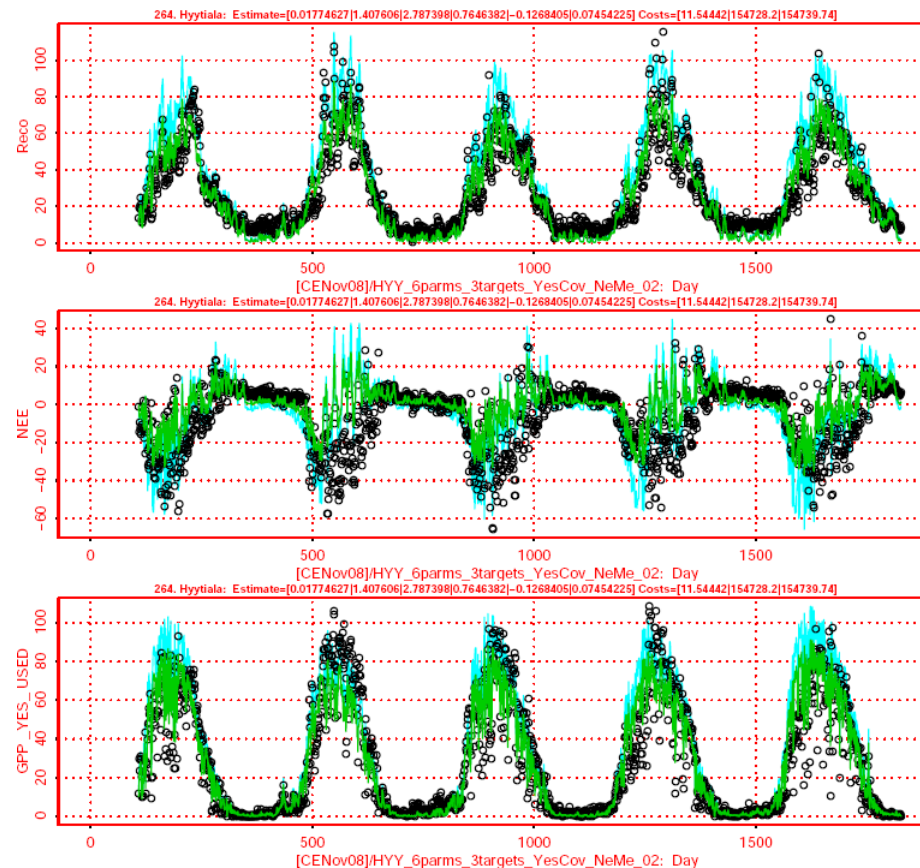 264. Hyytiala: Estimate=[0.01774627|1.407606|2.787398|0.7646382|−0.1268405|0.07454225] Costs=[11.54442|154728.2|154739.74]
100
80
60
40
20
0
Reco
0 500 1000 1500
[CENov08]/HYY_6parms_3targets_YesCov_NeMe_02: Day
264. Hyytiala: Estimate=[0.01774627|1.407606|2.787398|0.7646382|−0.1268405|0.07454225] Costs=[11.54442|154728.2|154739.74]
40
20
0
−20
−40
−60
NEE
0 500 1000 1500
[CENov08]/HYY_6parms_3targets_YesCov_NeMe_02: Day
264. Hyytiala: Estimate=[0.01774627|1.407606|2.787398|0.7646382|−0.1268405|0.07454225] Costs=[11.54442|154728.2|154739.74]
100
80
60
40
20
0
GPP_YES_USED
0 500 1000 1500
[CENov08]/HYY_6parms_3targets_YesCov_NeMe_02: Day